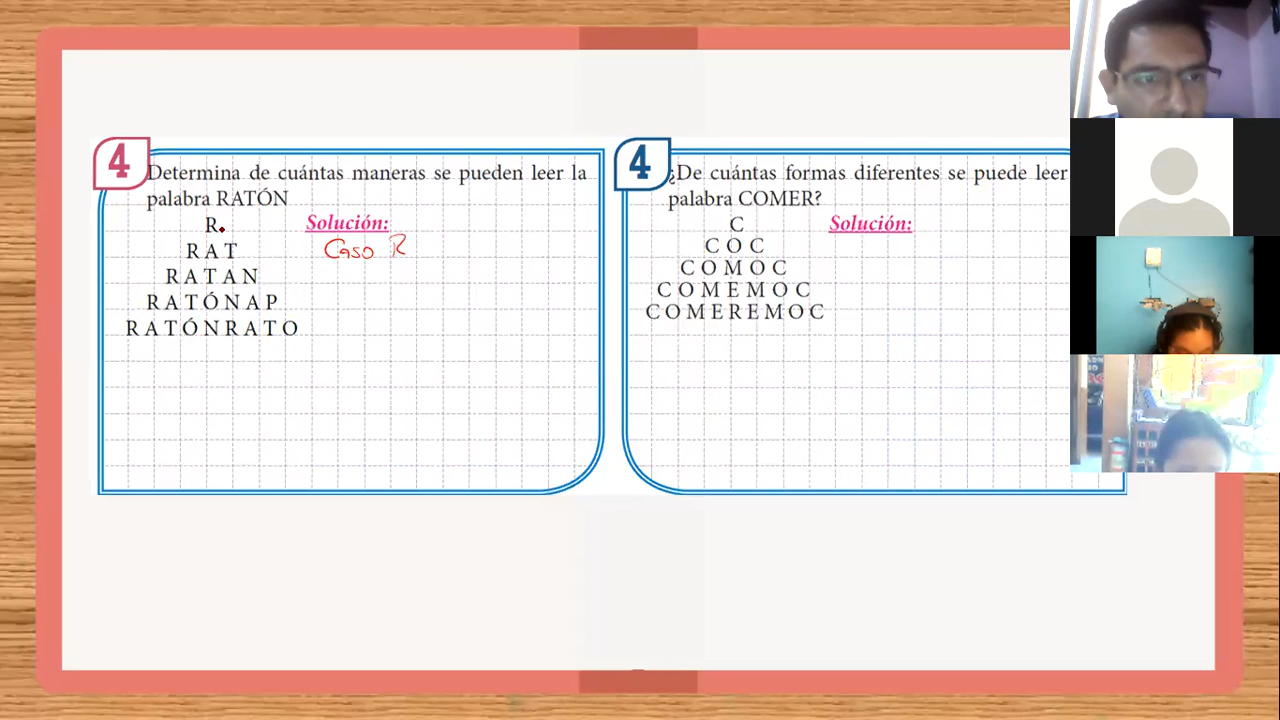 4
Determina de cuántas maneras se pueden leer la
palabra RATÓN
R
Solución:
R A T
Caso R
R A T A N
R A T Ó N A P
R A T Ó N R A T O
4
¿De cuántas formas diferentes se puede leer
palabra COMER?
C
Solución:
C O C
C O M O C
C O M E M O C
C O M E R E M O C